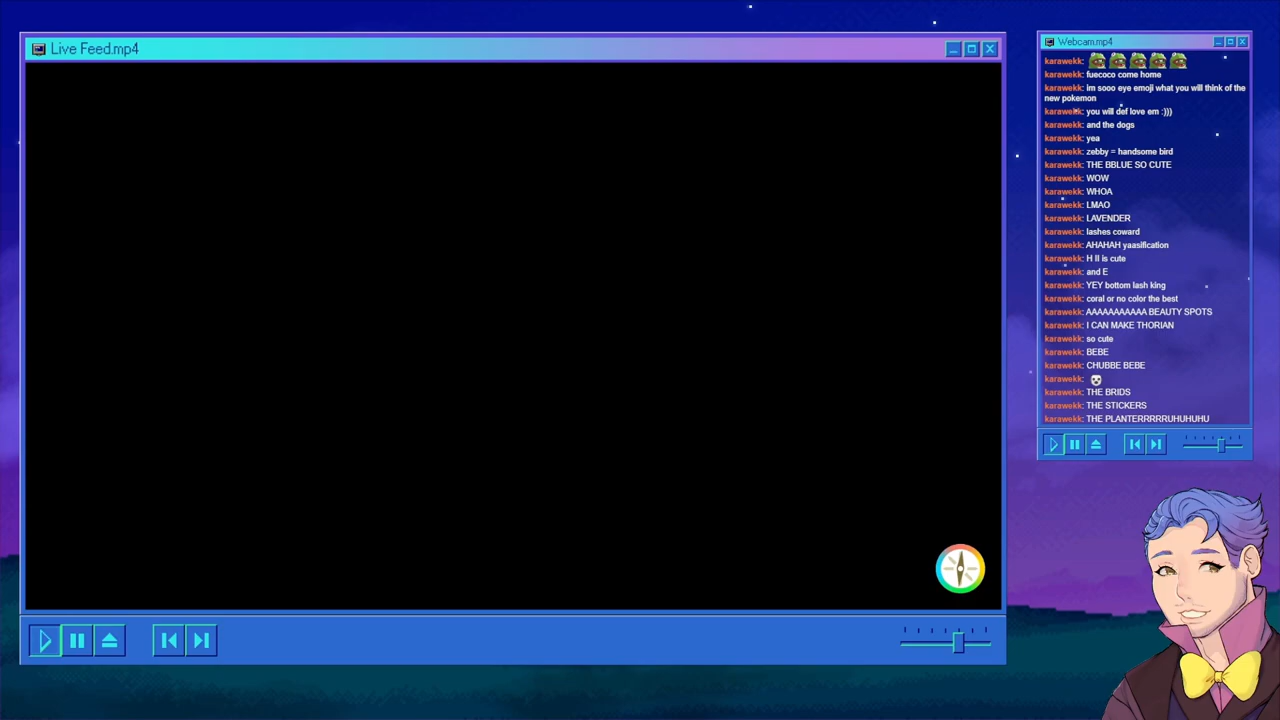 Live Feed.mp4
Webcam.mp4
karawekk:
karawekk: fuecoco come home
karawekk: im sooo eye emoji what you will think of the
new pokemon
karawekk: you will def love em :)))
karawekk: and the dogs
karawekk: yea
karawekk: zebby = handsome bird
karawekk: THE BBLUE SO CUTE
karawekk: WOW
karawekk: WHOA
karawekk: LMAO
karawekk: LAVENDER
karawekk: lashes coward
karawekk: AHAHAH yaasification
karawekk: H II is cute
karawekk: and E
karawekk: YEY bottom lash king
karawekk: coral or no color the best
karawekk: AAAAAAAAAAA BEAUTY SPOTS
karawekk: I CAN MAKE THORIAN
karawekk: so cute
karawekk: BEBE
karawekk: CHUBBE BEBE
karawekk:
karawekk: THE BRIDS
karawekk: THE STICKERS
karawekk: THE PLANTERRRRRUHUHUHU